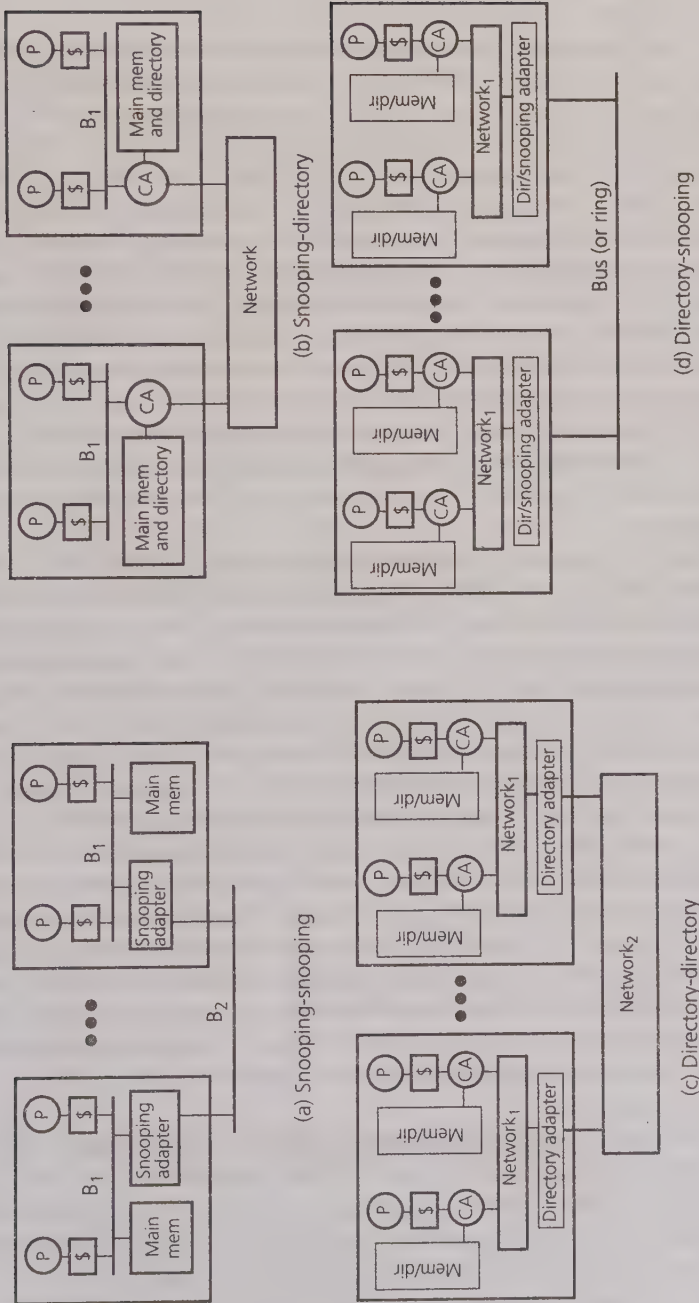 P
P
$
$
B₁
Main
mem
Snooping
adapter
P
P
$
$
B₁
Snooping
adapter
Main
mem
B₂
(a) Snooping-snooping
P
P
$
$
B₁
Main mem
and directory
CA
P
P
$
$
B₁
CA
Main mem
and directory
Network
(b) Snooping-directory
P
P
$
$
Mem/dir
CA
Mem/dir
CA
Network₁
Directory adapter
P
P
$
$
Mem/dir
CA
Mem/dir
CA
Network₁
Directory adapter
Network₂
(c) Directory-directory
P
P
$
$
Mem/dir
CA
Mem/dir
CA
Network₁
Dir/snooping adapter
P
P
$
$
Mem/dir
CA
Mem/dir
CA
Network₁
Dir/snooping adapter
Bus (or ring)
(d) Directory-snooping